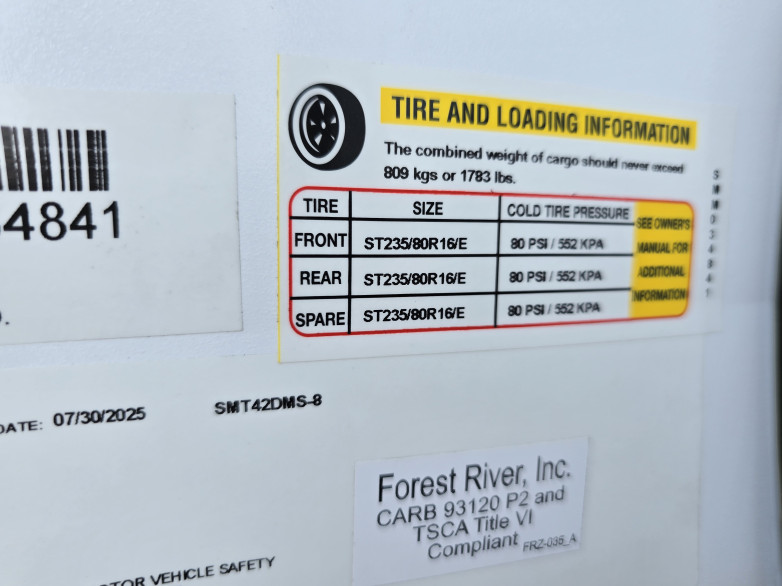 4841
TIRE AND LOADING INFORMATION
The combined weight of cargo should never exceed
809 kgs or 1783 lbs.
TIRE SIZE COLD TIRE PRESSURE SEE OWNER'S
FRONT ST235/80R16/E 80 PSI / 552 KPA MANUAL FOR
REAR ST235/80R16/E 80 PSI / 552 KPA ADDITIONAL
INFORMATION
SPARE ST235/80R16/E 80 PSI / 552 KPA
DATE: 07/30/2025 SMT42DMS-8
Forest River, Inc.
CARB 93120 P2 and
TSCA Title VI
Compliant FRZ-036_A
TOR VEHICLE SAFETY